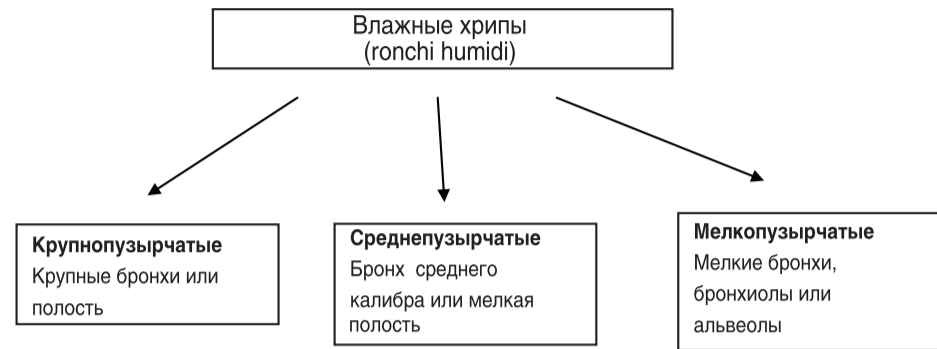 Влажные хрипы
(ronchi humidi)
Крупнопузырчатые
Крупные бронхи или
полость
Среднепузырчатые
Бронх среднего
калибра или мелкая
полость
Мелкопузырчатые
Мелкие бронхи,
бронхиолы или
альвеолы